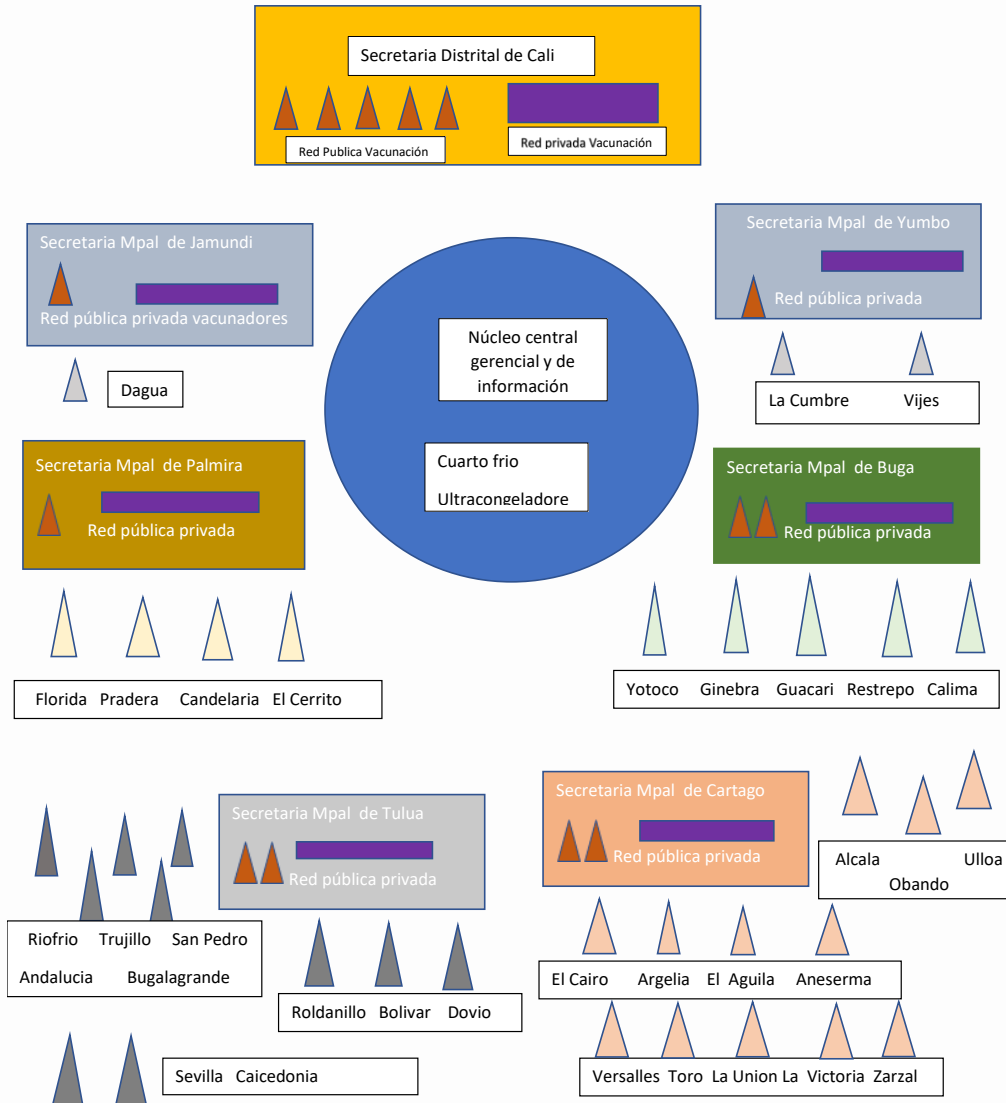 Secretaria Distrital de Cali
Red Publica Vacunación
Red privada Vacunación
Secretaria Mpal de Jamundi
Red pública privada vacunadores
Dagua
Secretaria Mpal de Yumbo
Red pública privada
La Cumbre Vijes
Núcleo central
gerencial y de
información
Cuarto frio
Ultracongeladore
Secretaria Mpal de Palmira
Red pública privada
Florida Pradera Candelaria El Cerrito
Secretaria Mpal de Buga
Red pública privada
Yotoco Ginebra Guacari Restrepo Calima
Secretaria Mpal de Tulua
Red pública privada
Riofrio Trujillo San Pedro
Andalucia Bugalagrande
Roldanillo Bolivar Dovio
Sevilla Caicedonia
Secretaria Mpal de Cartago
Red pública privada
Alcala Ulloa
Obando
El Cairo Argelia El Aguila Aneserma
Versalles Toro La Union La Victoria Zarzal